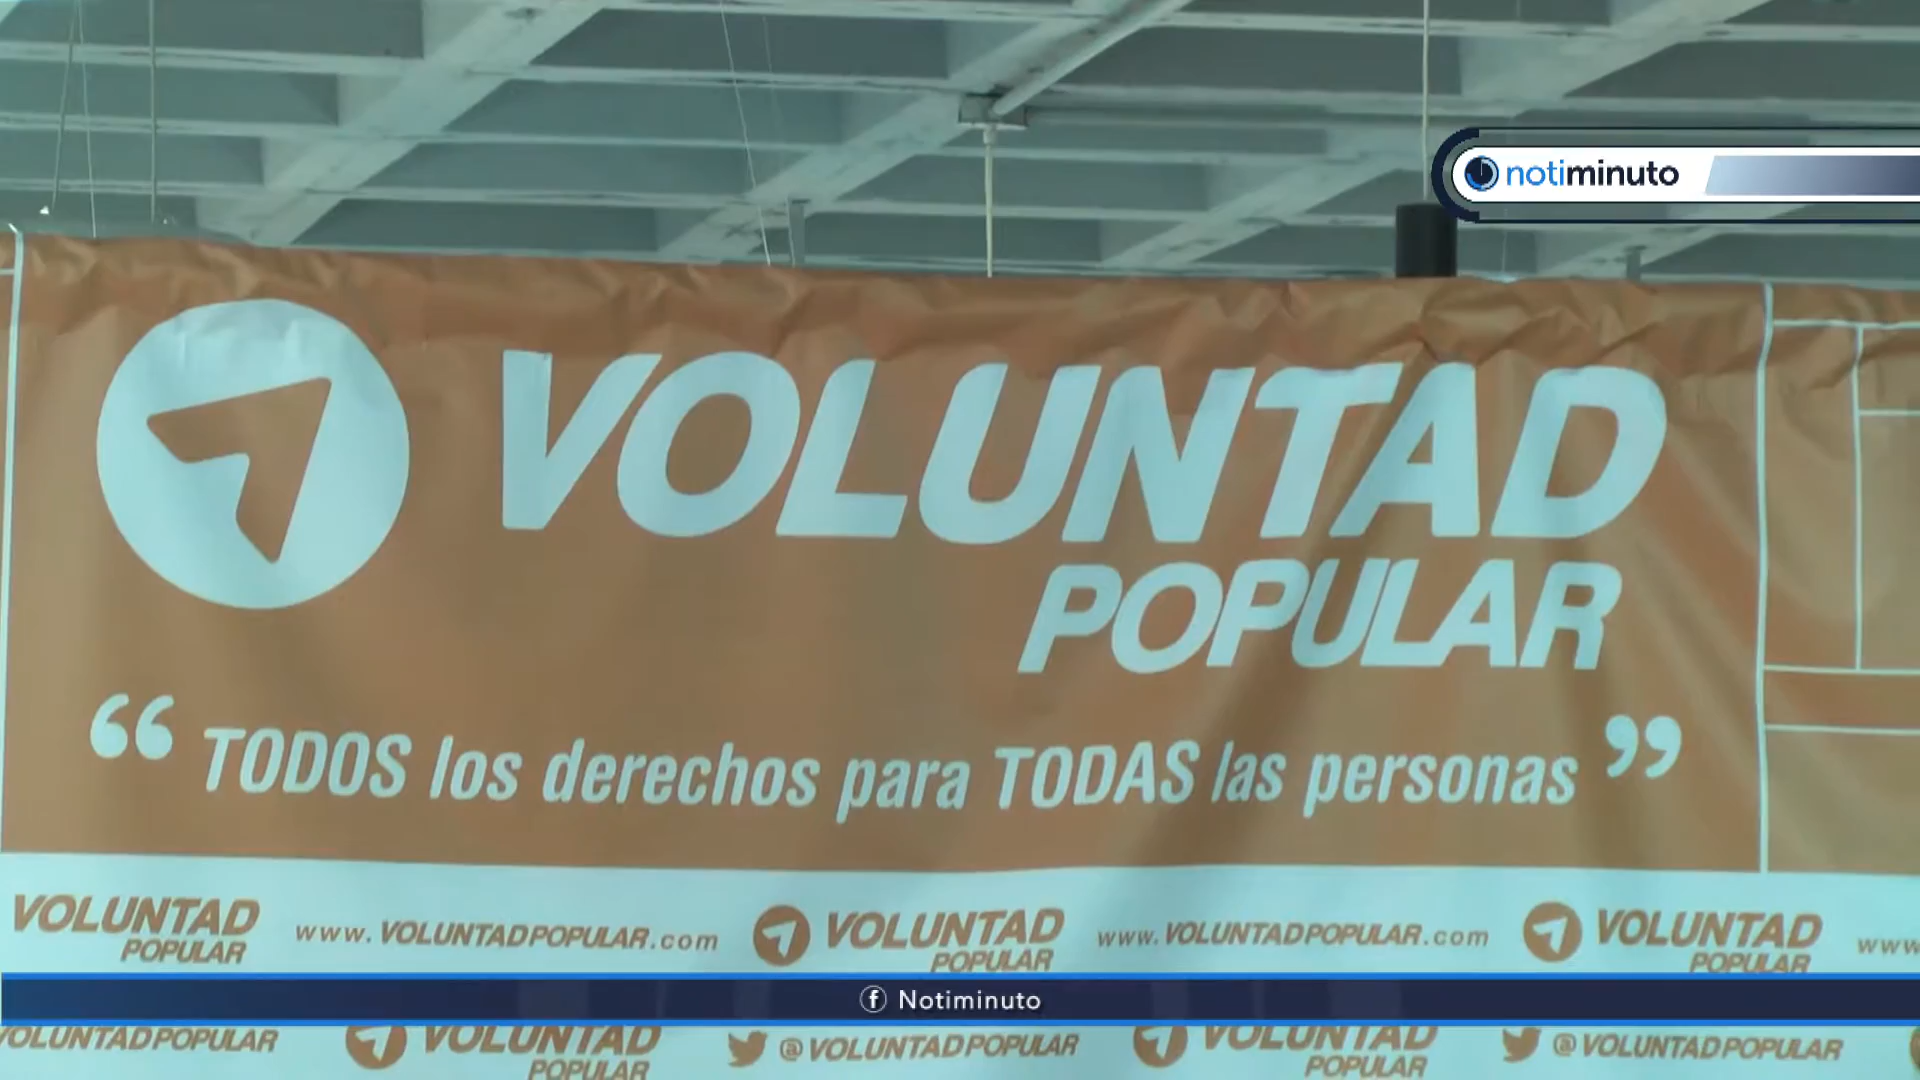 notiminuto
VOLUNTAD
POPULAR
“ TODOS los derechos para TODAS las personas ”
VOLUNTAD POPULAR www.VOLUNTADPOPULAR.com VOLUNTAD POPULAR www.VOLUNTADPOPULAR.com VOLUNTAD POPULAR www
Notiminuto
VOLUNTADPOPULAR VOLUNTAD POPULAR @VOLUNTADPOPULAR VOLUNTAD POPULAR @VOLUNTADPOPULAR